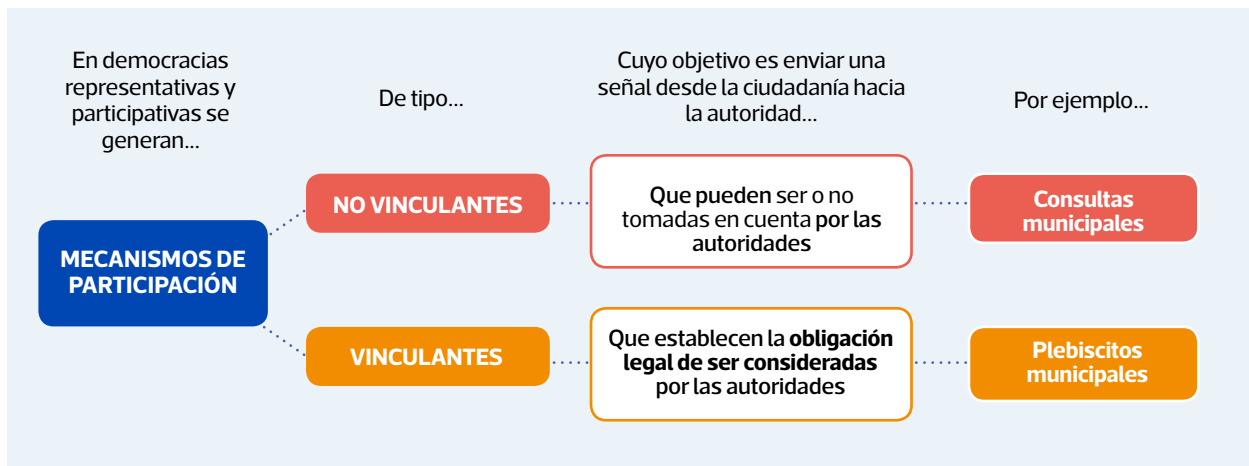 En democracias
representativas y
participativas se
generan...
De tipo...
Cuyo objetivo es enviar una
señal desde la ciudadanía hacia
la autoridad...
Por ejemplo...
MECANISMOS DE
PARTICIPACIÓN
NO VINCULANTES
Que pueden ser o no
tomadas en cuenta por las
autoridades
Consultas
municipales
VINCULANTES
Que establecen la obligación
legal de ser consideradas
por las autoridades
Plebiscitos
municipales